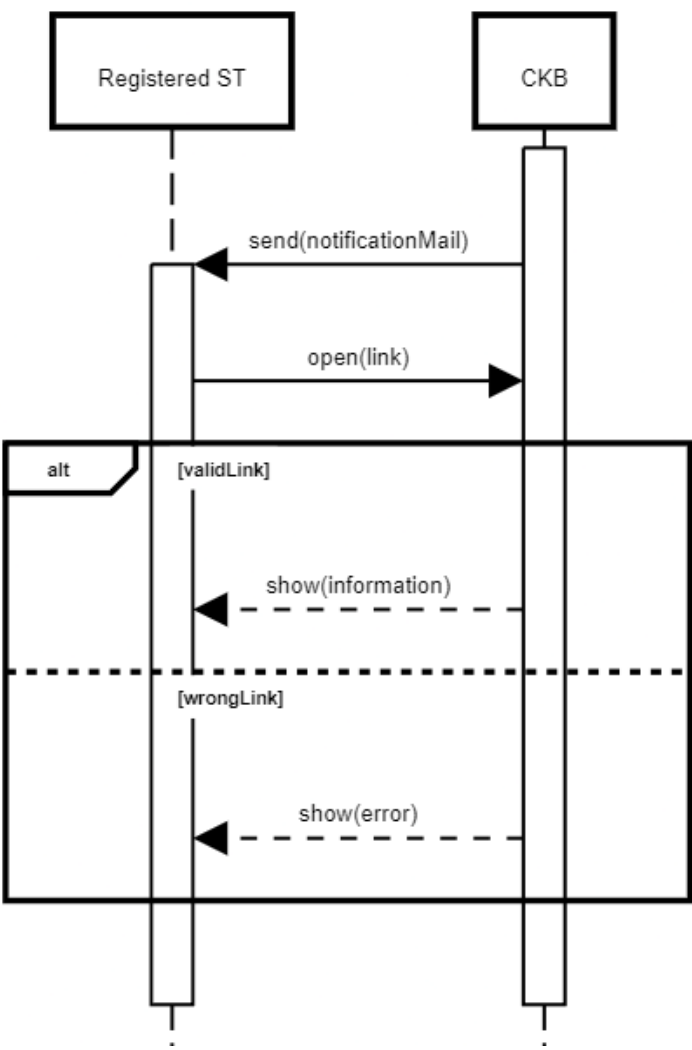 Registered ST
CKB
send(notificationMail)
open(link)
alt
[validLink]
show(information)
[wrongLink]
show(error)